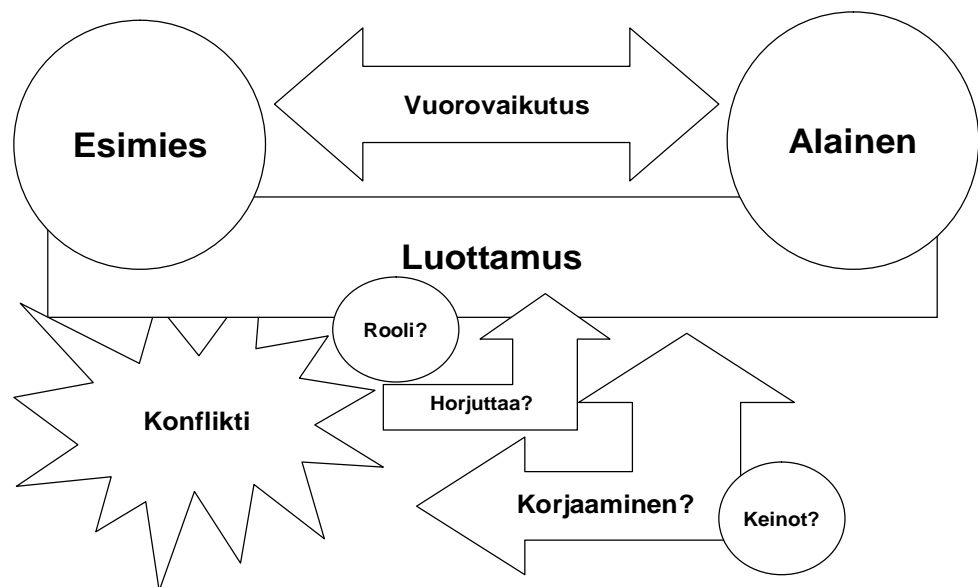 Vuorovaikutus
Esimies
Alainen
Luottamus
Rooli?
Horjuttaa?
Konflikti
Korjaaminen?
Keinot?